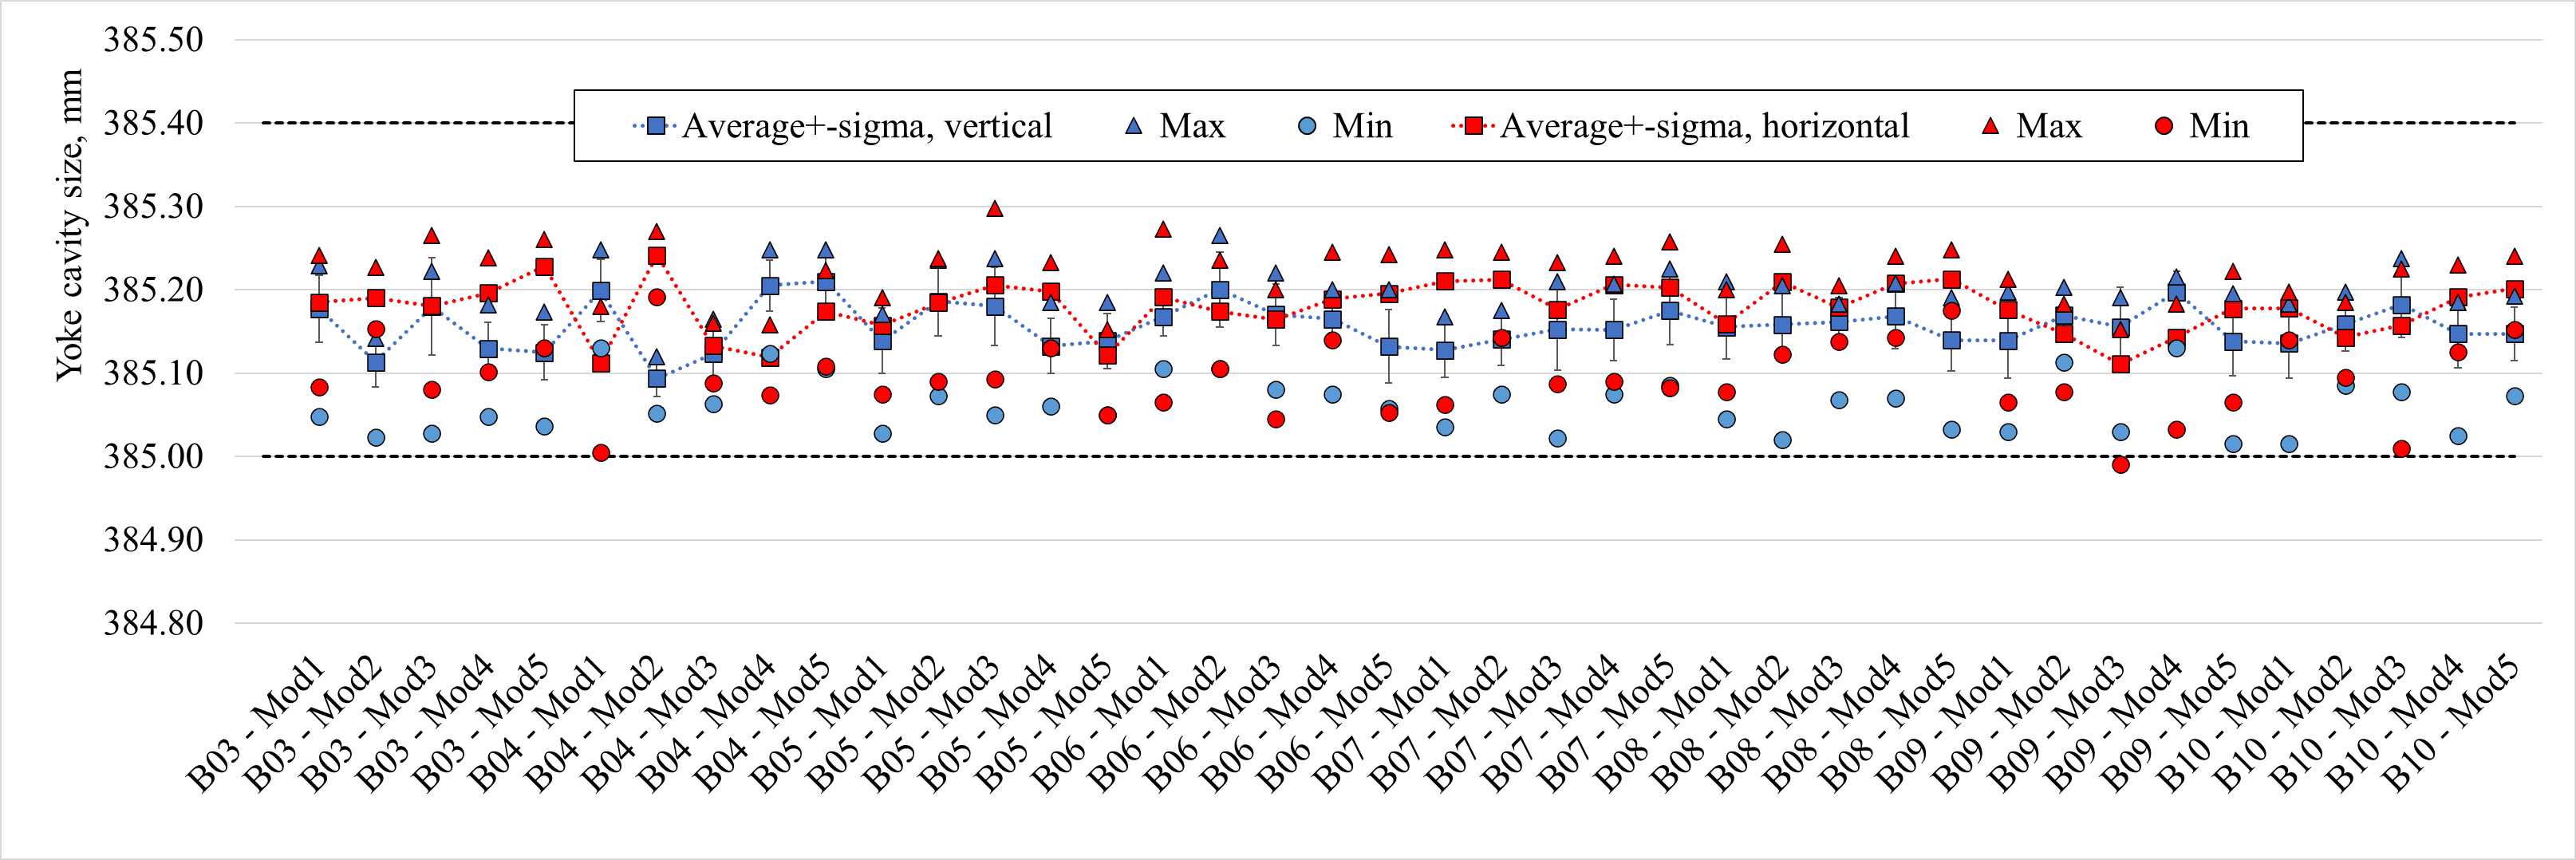 385.50
385.40
385.30
385.20
385.10
385.00
384.90
384.80
Yoke cavity size, mm
Average+-sigma, vertical Max Min Average+-sigma, horizontal Max Min
B03 - Mod1
B03 - Mod2
B03 - Mod3
B03 - Mod4
B03 - Mod5
B04 - Mod1
B04 - Mod2
B04 - Mod3
B04 - Mod4
B04 - Mod5
B05 - Mod1
B05 - Mod2
B05 - Mod3
B05 - Mod4
B05 - Mod5
B06 - Mod1
B06 - Mod2
B06 - Mod3
B06 - Mod4
B06 - Mod5
B07 - Mod1
B07 - Mod2
B07 - Mod3
B07 - Mod4
B07 - Mod5
B08 - Mod1
B08 - Mod2
B08 - Mod3
B08 - Mod4
B08 - Mod5
B09 - Mod1
B09 - Mod2
B09 - Mod3
B09 - Mod4
B09 - Mod5
B10 - Mod1
B10 - Mod2
B10 - Mod3
B10 - Mod4
B10 - Mod5